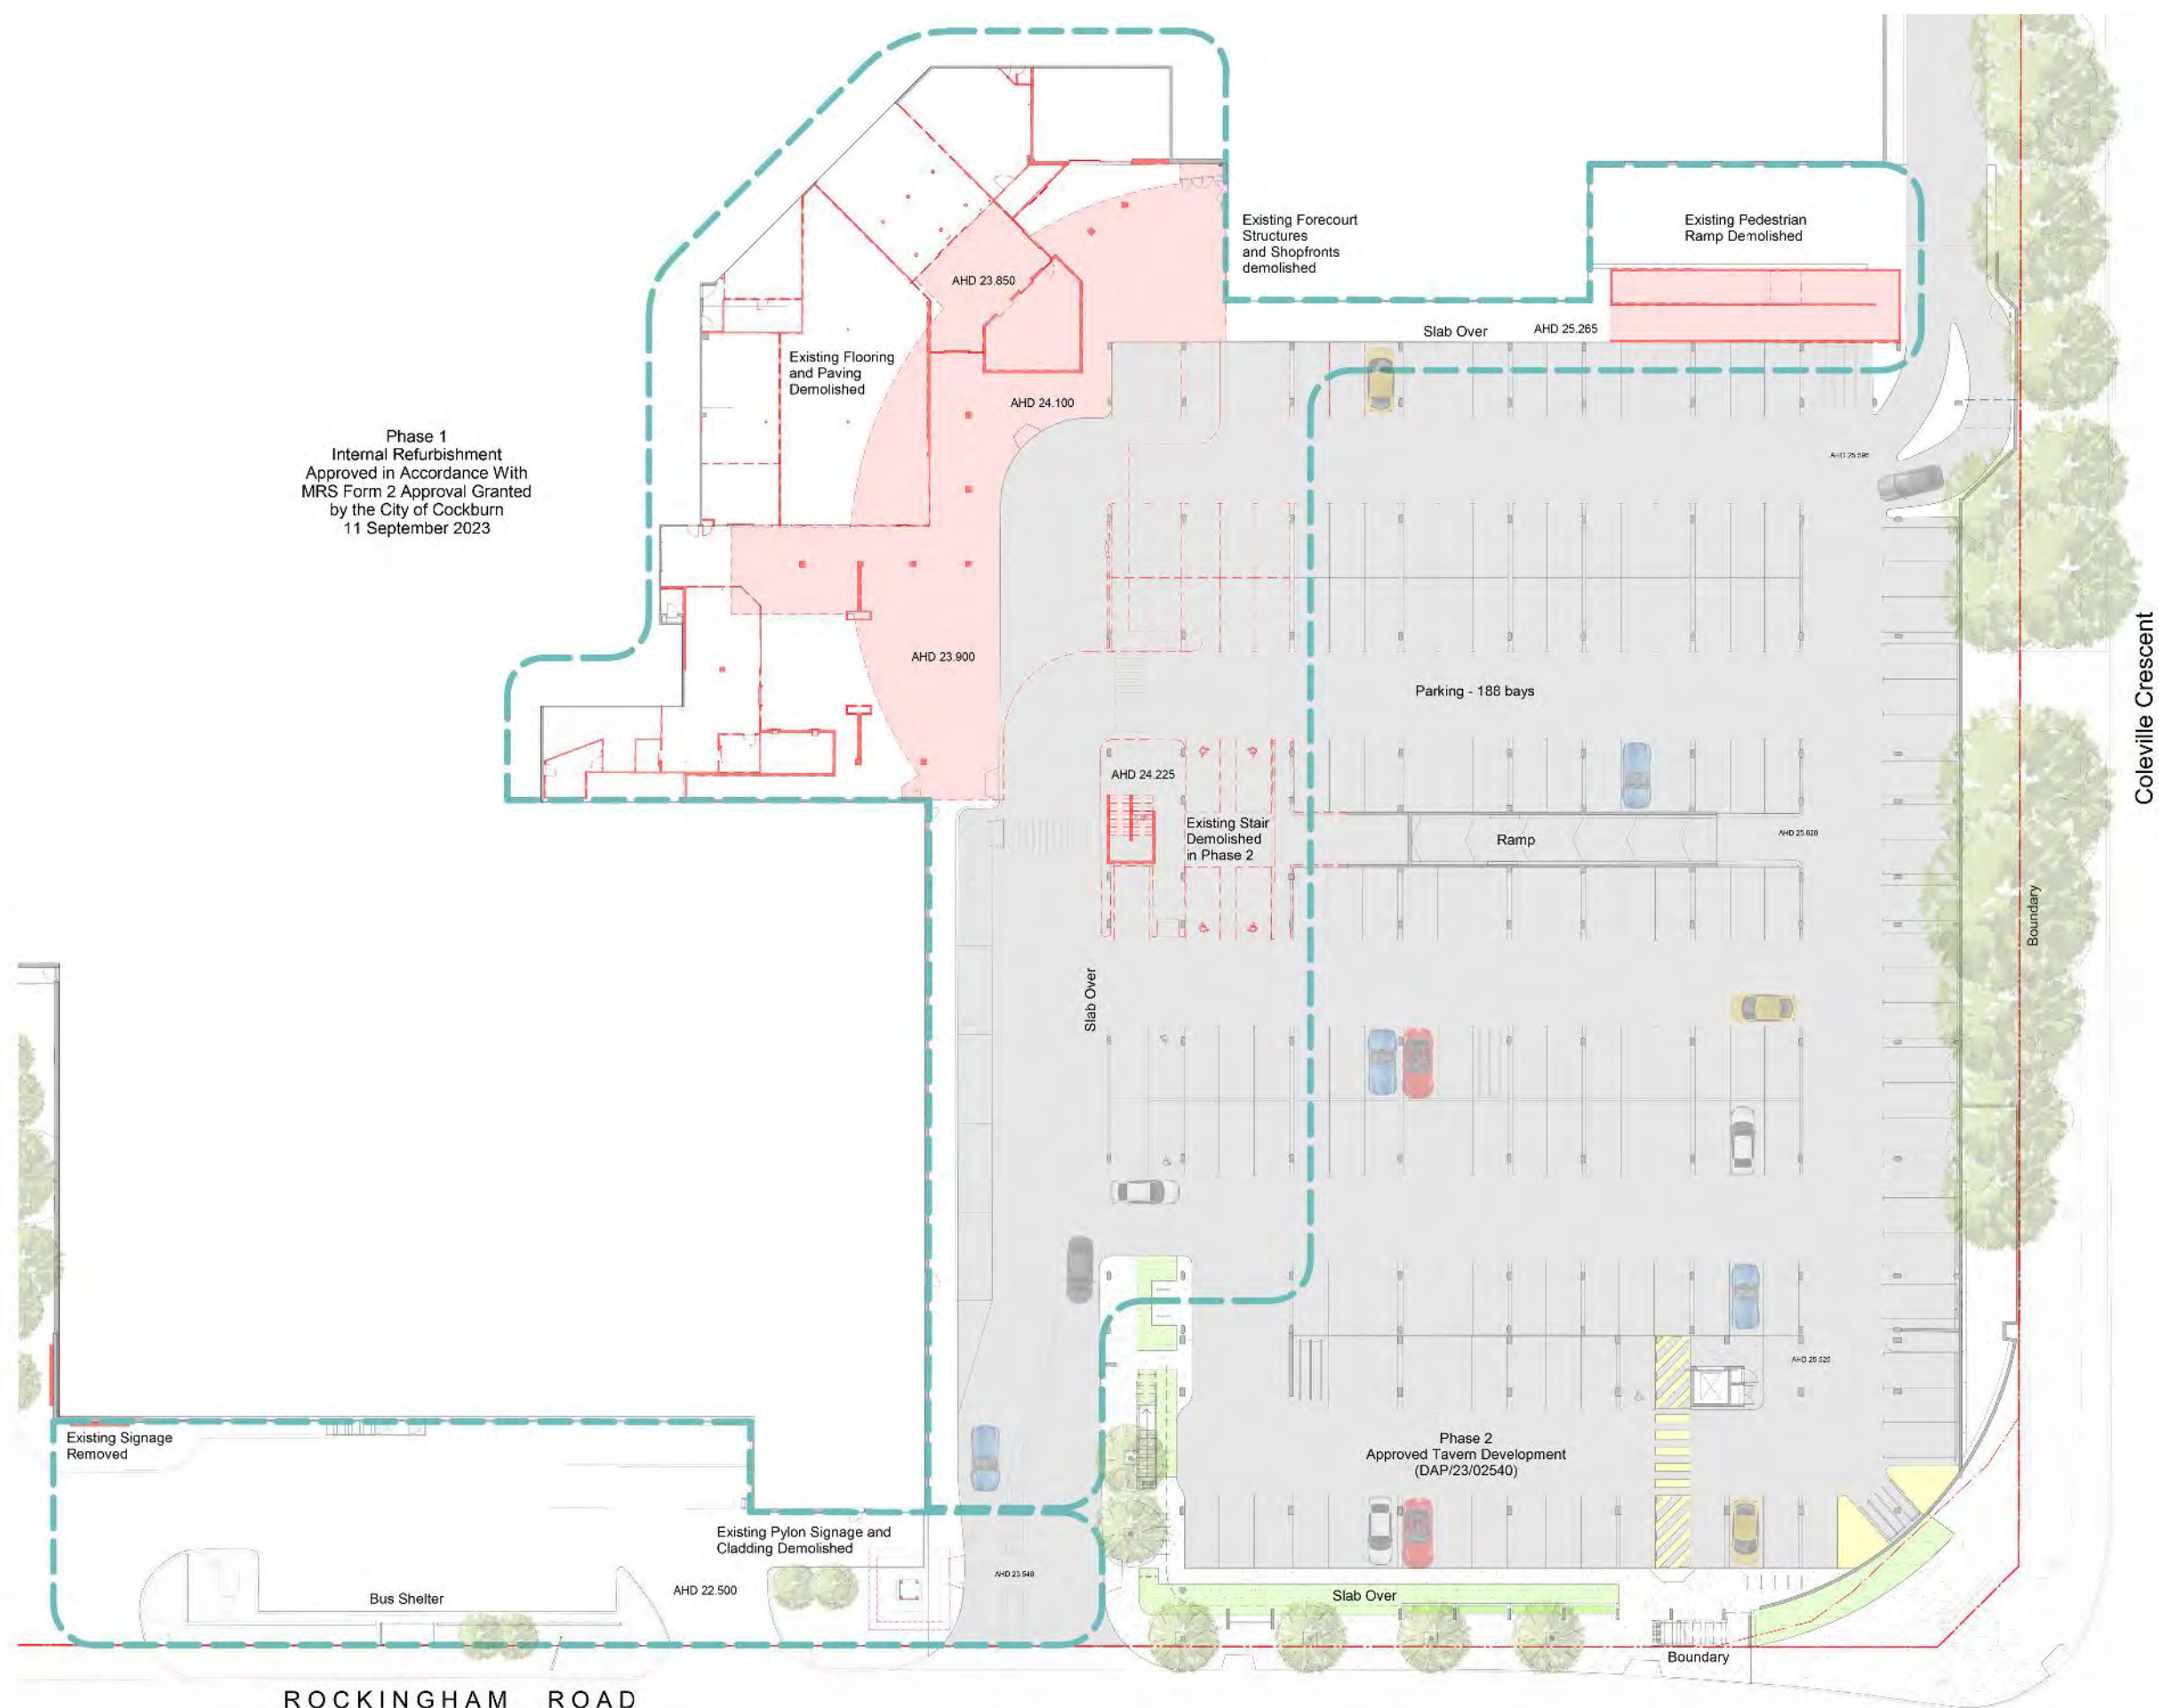 Existing Forecourt
Structures
and Shopfronts
demolished
Existing Pedestrian
Ramp Demolished
AHD 23.850
Slab Over
AHD 25.265
Existing Flooring
and Paving
Demolished
AHD 24.100
Phase 1
Internal Refurbishment
Approved in Accordance With
MRS Form 2 Approval Granted
by the City of Cockburn
11 September 2023
AHD 23.900
Parking - 188 bays
Coleville Crescent
AHD 24.225
Existing Stair
Demolished
in Phase 2
Ramp
Boundary
Slab Over
Phase 2
Approved Tavern Development
(DAP/23/02540)
Existing Signage
Removed
Existing Pylon Signage and
Cladding Demolished
AHD 22.500
AHD 23.540
Bus Shelter
Slab Over
Boundary
ROCKINGHAM ROAD